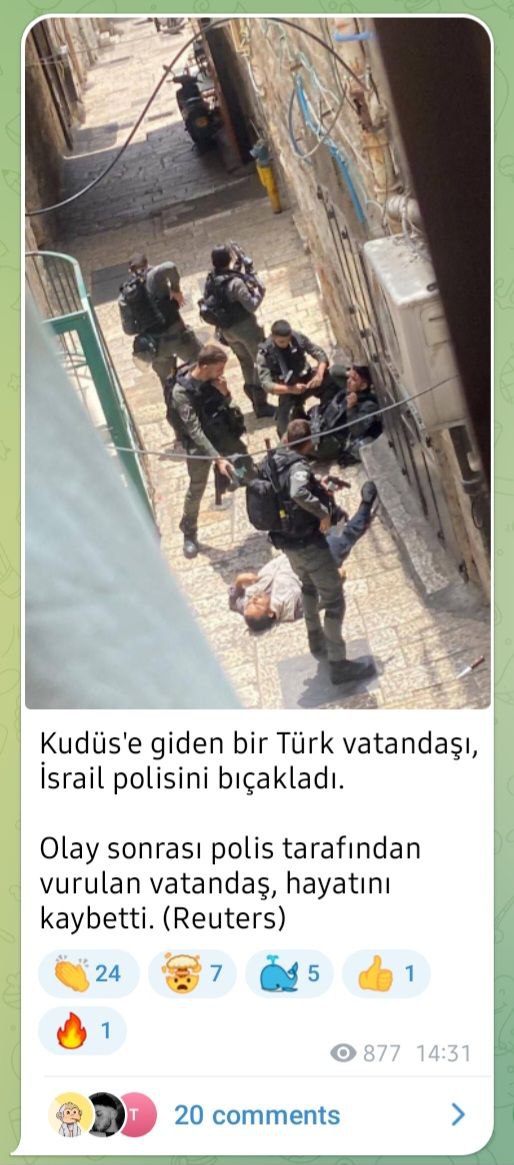 Kudüs'e giden bir Türk vatandaşı,
İsrail polisini bıçakladı.
Olay sonrası polis tarafından
vurulan vatandaş, hayatını
kaybetti. (Reuters)
👏 24 🤯 7 🐳 5 👍 1
🔥 1
877 14:31
T 20 comments